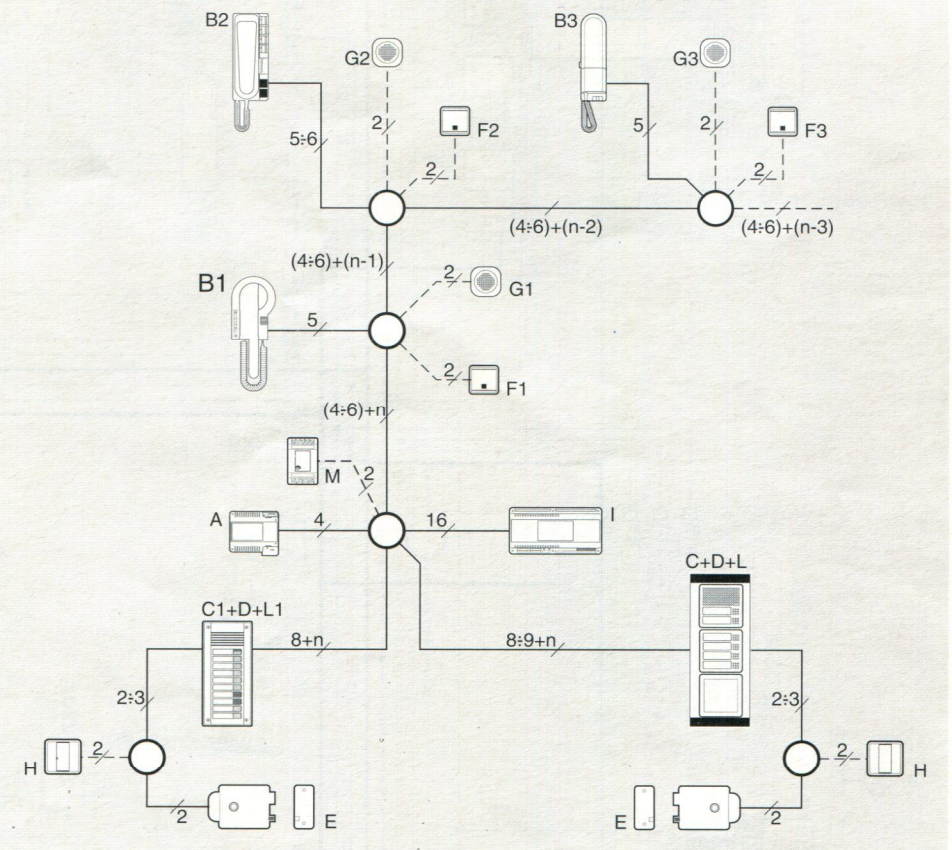 B2
G2
F2
5÷6
2
2
B3
G3
F3
5
2
2
(4÷6)+(n-2)
(4÷6)+(n-3)
(4÷6)+(n-1)
B1
2
G1
5
2
F1
(4÷6)+n
M
2
A
4
16
I
C+D+L
C1+D+L1
8+n
8÷9+n
2÷3
2÷3
H
2
2
H
2
E
E
2